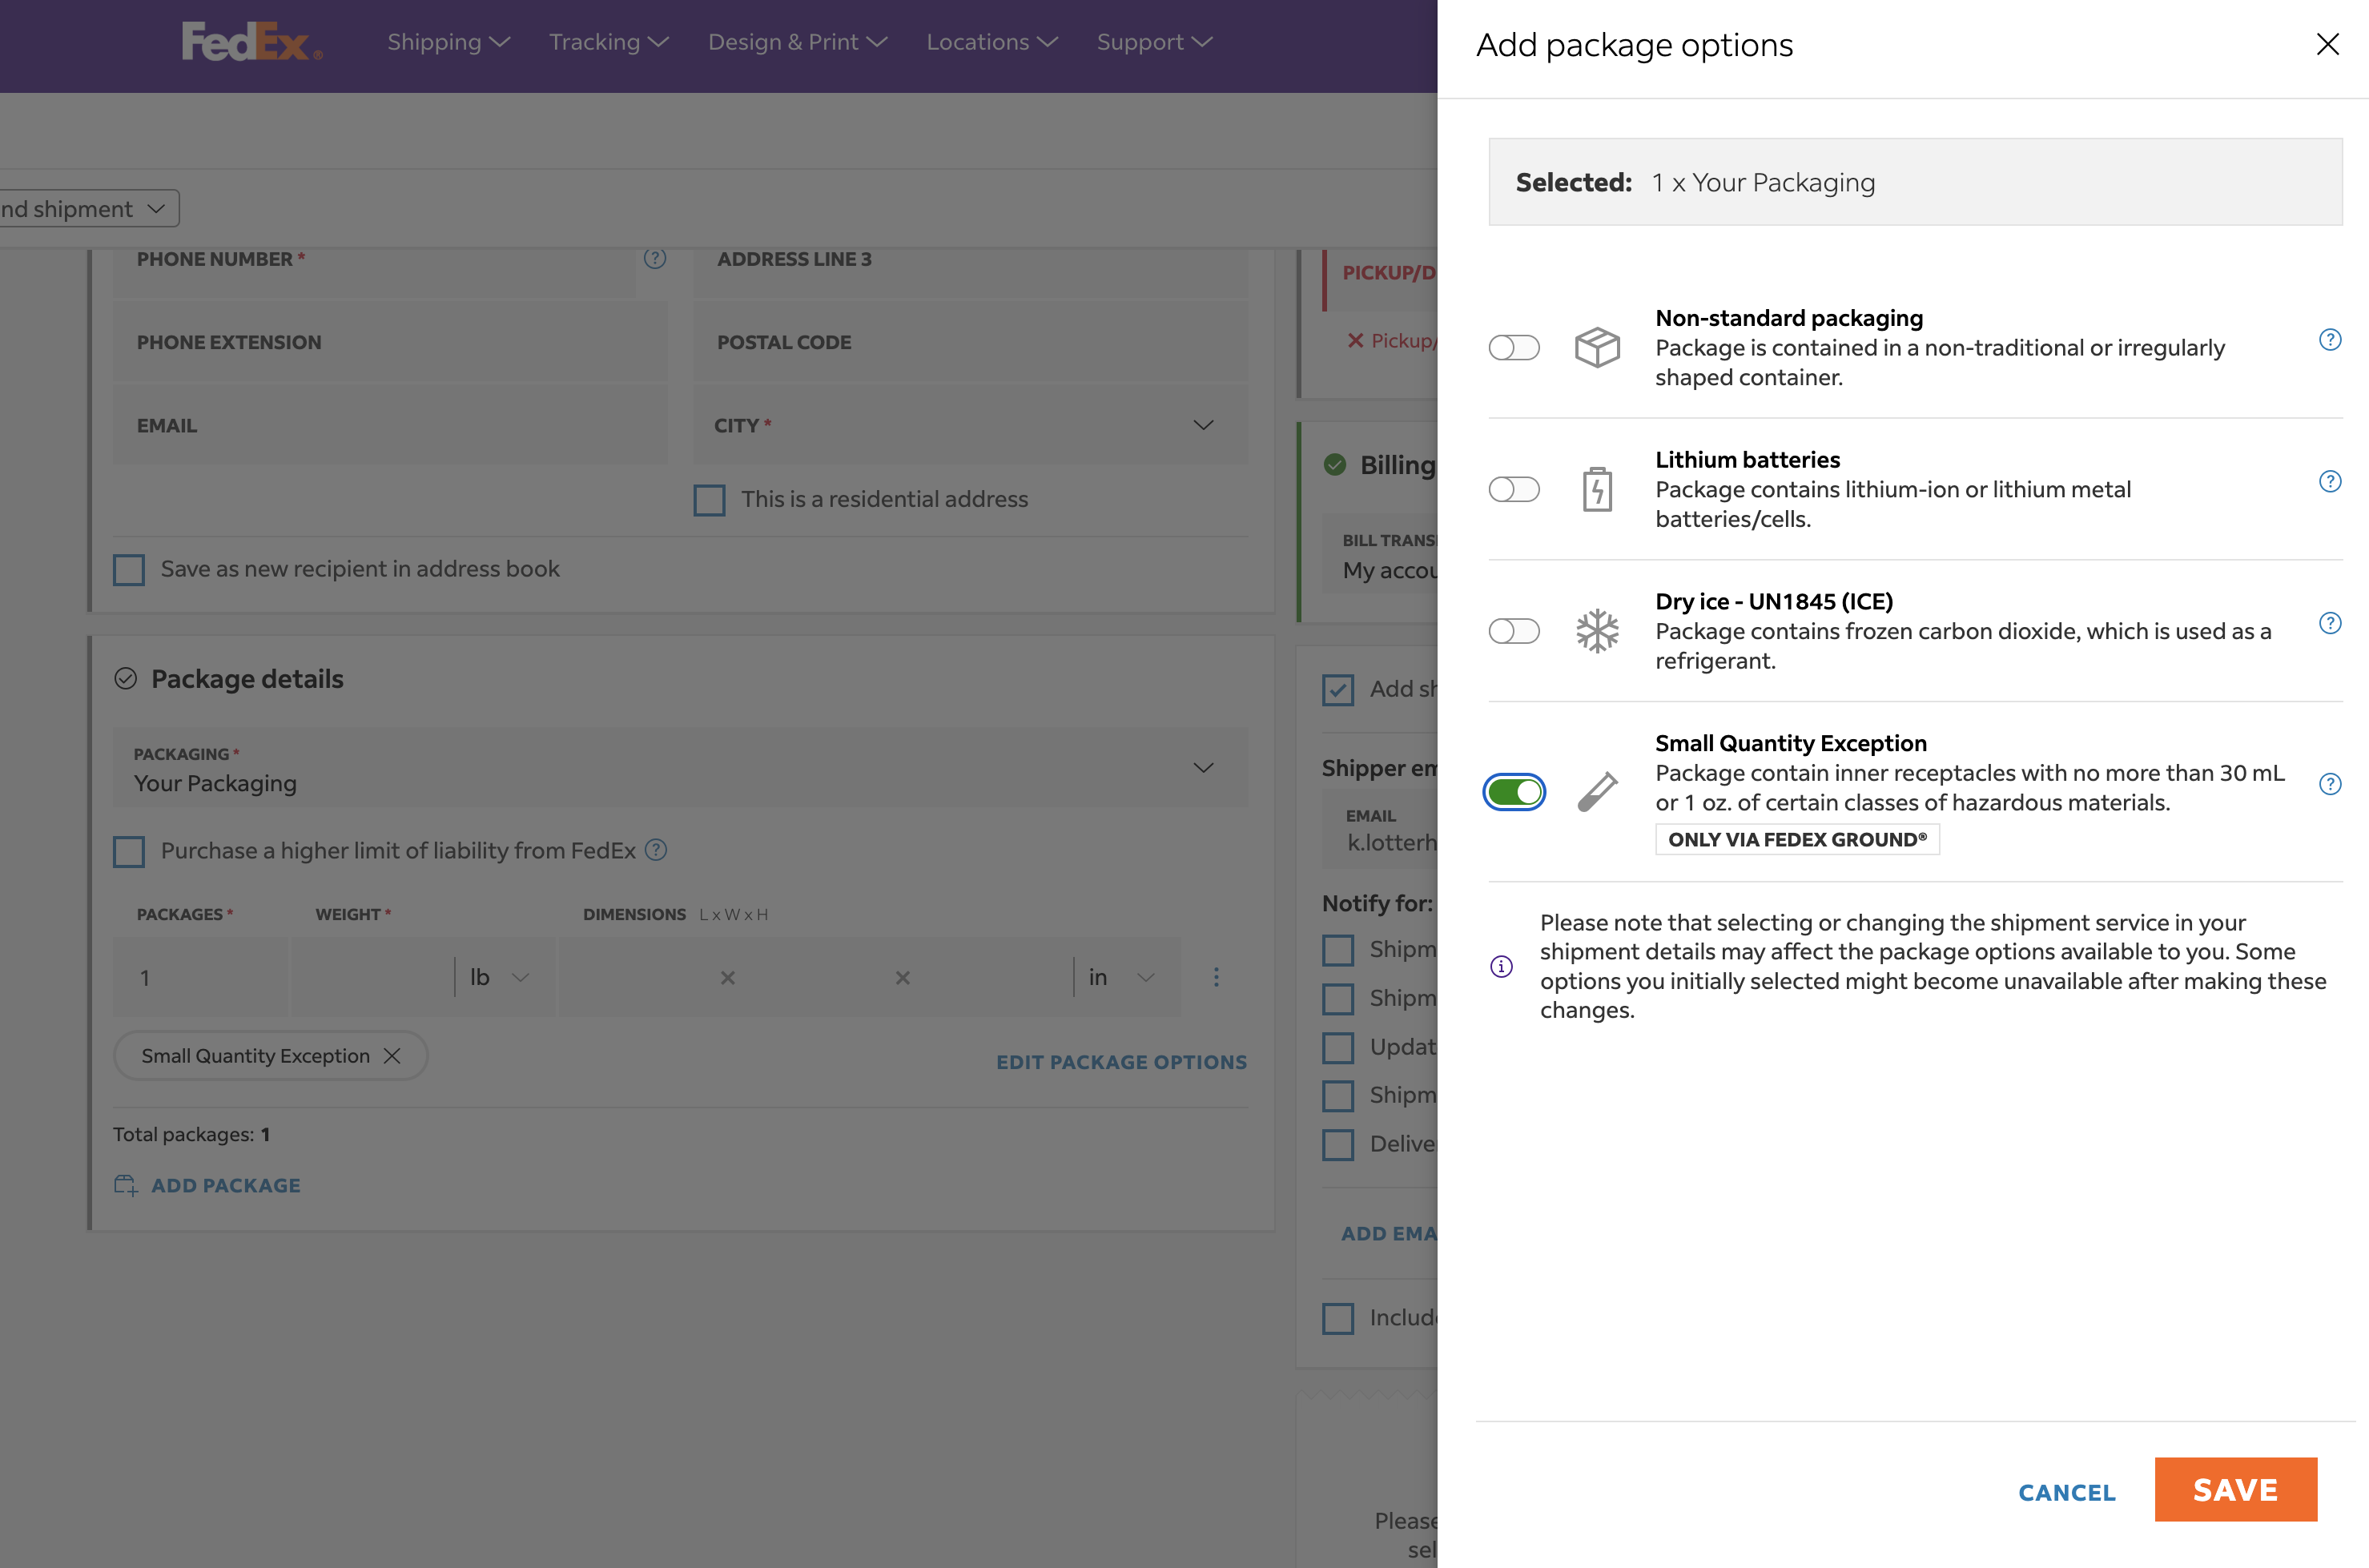 FedEx®
Shipping
Tracking
Design & Print
Locations
Support
nd shipment
PHONE NUMBER *
ADDRESS LINE 3
PHONE EXTENSION
POSTAL CODE
EMAIL
CITY *
This is a residential address
Save as new recipient in address book
Package details
PACKAGING *
Your Packaging
Purchase a higher limit of liability from FedEx
PACKAGES *
WEIGHT *
DIMENSIONS L x W x H
1
lb
in
Small Quantity Exception
EDIT PACKAGE OPTIONS
Total packages: 1
ADD PACKAGE
PICKUP/D
Pickup/
Billing
BILL TRANS
My accou
Add sh
Shipper em
EMAIL
k.lotterh
Notify for:
Shipm
Shipm
Updat
Shipm
Delive
ADD EMA
Include
Please
sel
Add package options
Selected: 1 x Your Packaging
Non-standard packaging
Package is contained in a non-traditional or irregularly
shaped container.
Lithium batteries
Package contains lithium-ion or lithium metal
batteries/cells.
Dry ice - UN1845 (ICE)
Package contains frozen carbon dioxide, which is used as a
refrigerant.
Small Quantity Exception
Package contain inner receptacles with no more than 30 mL
or 1 oz. of certain classes of hazardous materials.
ONLY VIA FEDEX GROUND®
Please note that selecting or changing the shipment service in your
shipment details may affect the package options available to you. Some
options you initially selected might become unavailable after making these
changes.
CANCEL
SAVE